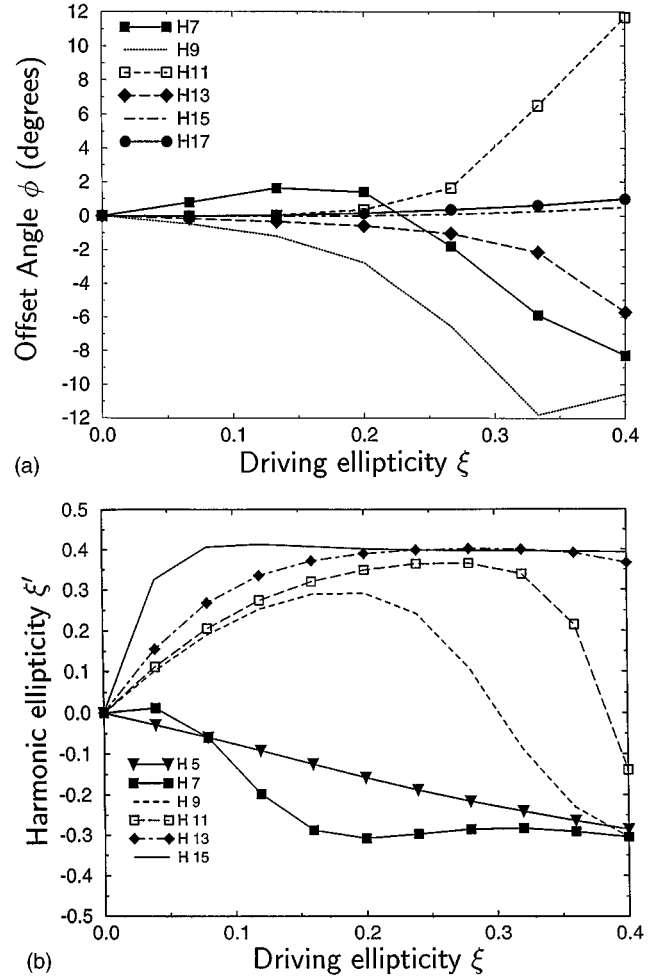 12
10
8
6
4
2
0
-2
-4
-6
-8
-10
-12
Offset Angle ϕ (degrees)
H7
H9
H11
H13
H15
H17
0.0 0.1 0.2 0.3 0.4
(a)
Driving ellipticity ξ
0.5
0.4
0.3
0.2
0.1
0.0
-0.1
-0.2
-0.3
-0.4
-0.5
Harmonic ellipticity ξ′
H 5
H 7
H 9
H 11
H 13
H 15
0.0 0.1 0.2 0.3 0.4
(b)
Driving ellipticity ξ